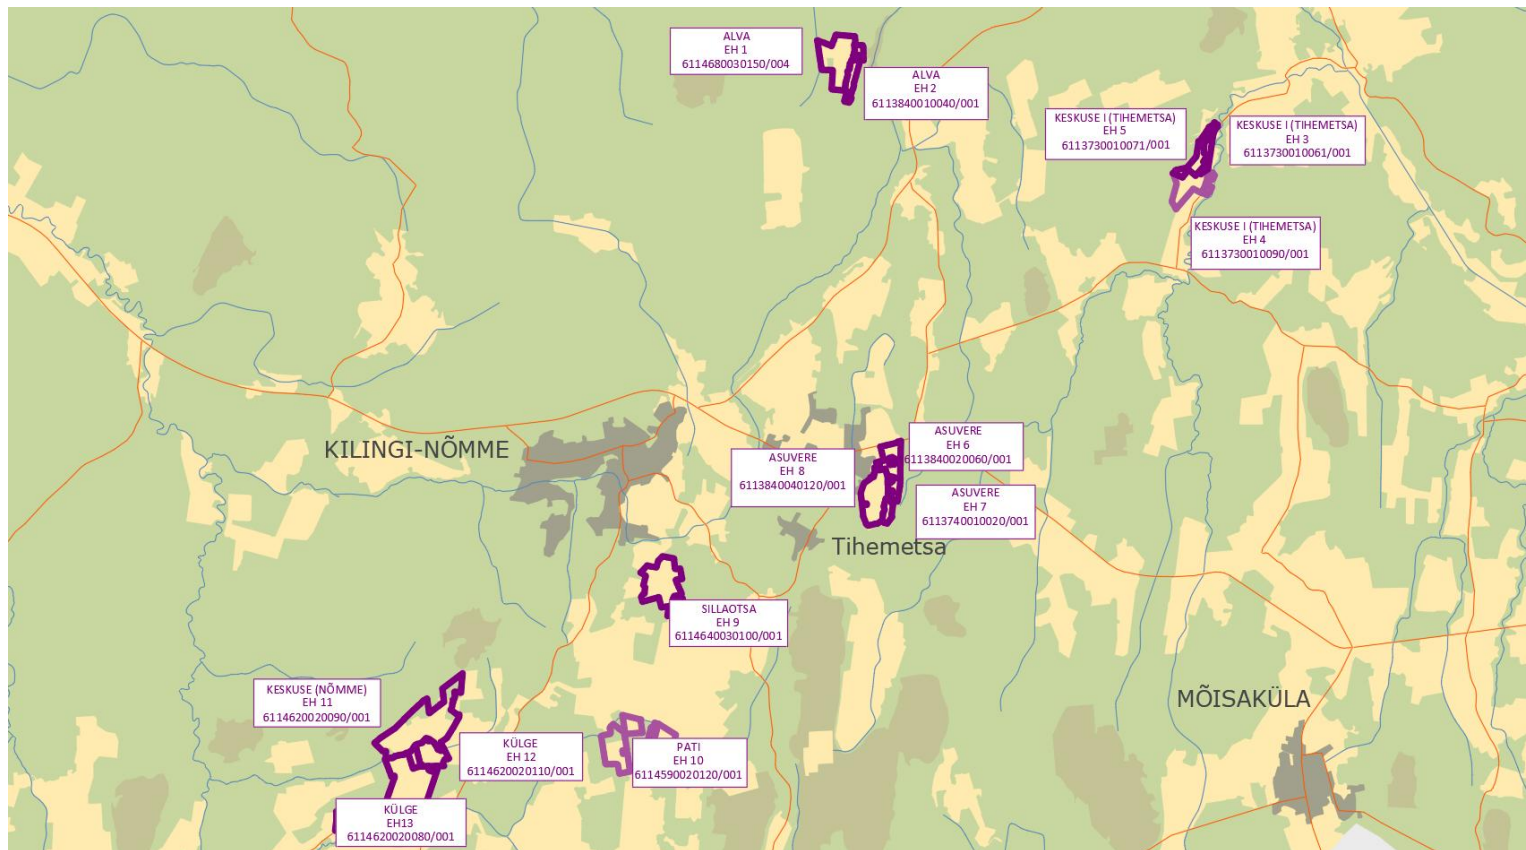 ALVA
EH 1
6114680030150/004
ALVA
EH 2
6113840010040/001
KESKUSE I (TIHEMETSA)
EH 5
6113730010071/001
KESKUSE I (TIHEMETSA)
EH 3
6113730010061/001
KESKUSE I (TIHEMETSA)
EH 4
6113730010090/001
KILINGI-NÕMME
ASUVERE
EH 6
6113840020060/001
ASUVERE
EH 8
6113840040120/001
ASUVERE
EH 7
6113740010020/001
Tihemetsa
SILLAOTSA
EH 9
6114640030100/001
KESKUSE (NÕMME)
EH 11
6114620020090/001
MÕISAKÜLA
KÜLGE
EH 12
6114620020110/001
PATI
EH 10
6114590020120/001
KÜLGE
EH13
6114620020080/001